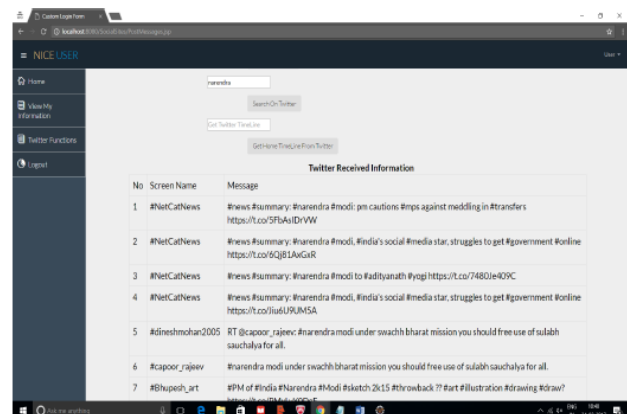 Custom Login Form
localhost:8080/SocialSites/PostMessages.jsp
≡ NICE USER
User
Home
View My
Information
Twitter Functions
Logout
narendra
Search On Twitter
Get Twitter TimeLine
Get Home TimeLine From Twitter
Twitter Received Information
No Screen Name Message
1 #NetCatNews #news #summary: #narendra #modi: pm cautions #mps against meddling in #transfers
https://t.co/5FbAsIDrVW
2 #NetCatNews #news #summary: #narendra #modi, #india's social #media star, struggles to get #government #online
https://t.co/6QjB1AxGxR
3 #NetCatNews #news #summary: #narendra #modi to #adityanath #yogi https://t.co/7480Je409C
4 #NetCatNews #news #summary: #narendra #modi, #india's social #media star, struggles to get #government #online
https://t.co/Jiu6U9UM5A
5 #dineshmohan2005 RT @capoor_rajeev: #narendra modi under swachh bharat mission you should free use of sulabh
sauchalya for all.
6 #capoor_rajeev #narendra modi under swachh bharat mission you should free use of sulabh sauchalya for all.
7 #Bhupesh_art #PM of #India #Narendra #Modi #sketch 2k15 #throwback ?? #art #illustration #drawing #draw?
Ask me anything
ENG